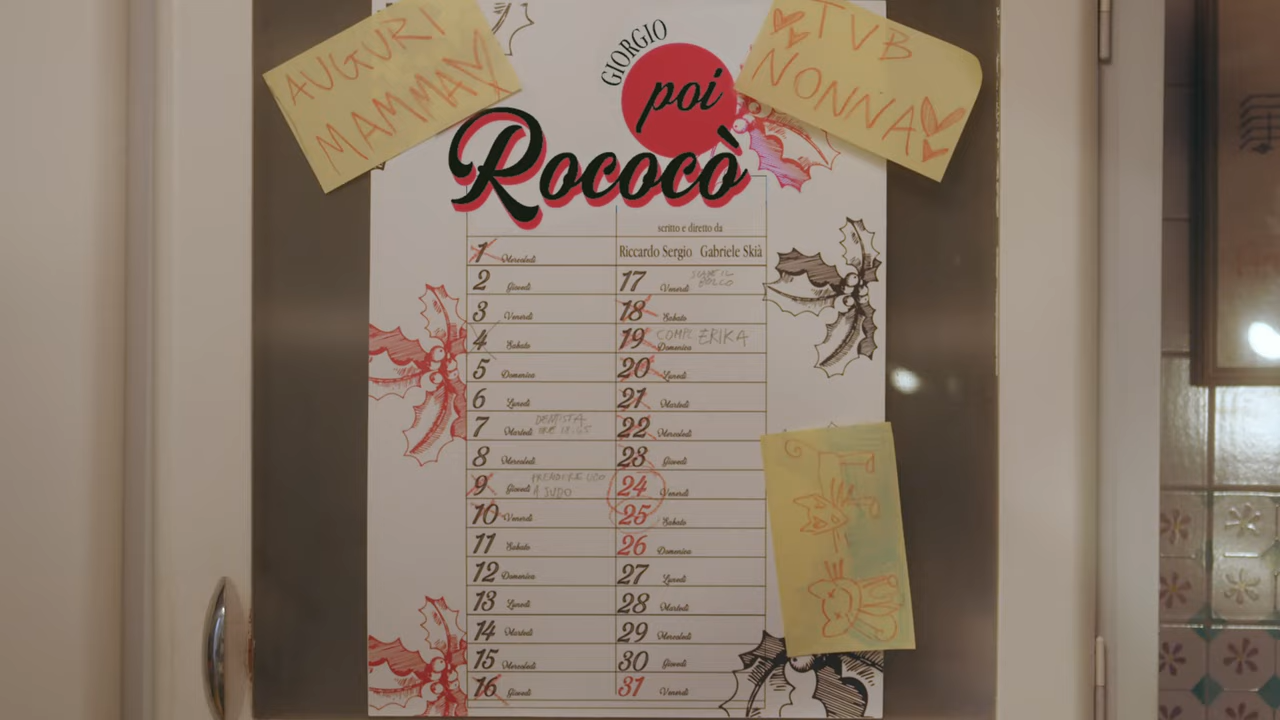 AUGURI
MAMMA
GIORGIO
poi
Rococò
TVB
NONNA
scritto e diretto da
Riccardo Sergio Gabriele Skià
1 Mercoledì
2 Giovedì
3 Venerdì
4 Sabato
5 Domenica
6 Lunedì
7 Martedì DENTISTA
ORE
8 Mercoledì
9 Giovedì PRENDERE UGO
A JUDO
10 Venerdì
11 Sabato
12 Domenica
13 Lunedì
14 Martedì
15 Mercoledì
16 Giovedì
17 Venerdì
18 Sabato
19 Domenica COMPL ERIKA
20 Lunedì
21 Martedì
22 Mercoledì
23 Giovedì
24 Venerdì
25 Sabato
26 Domenica
27 Lunedì
28 Martedì
29 Mercoledì
30 Giovedì
31 Venerdì